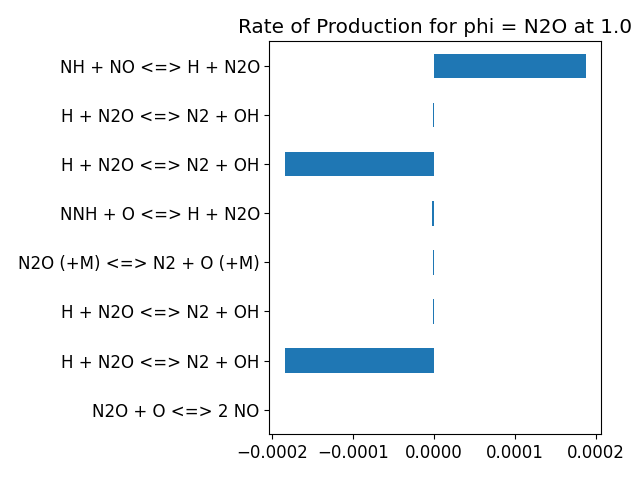 Rate of Production for phi = N2O at 1.0
NH + NO <=> H + N2O
H + N2O <=> N2 + OH
H + N2O <=> N2 + OH
NNH + O <=> H + N2O
N2O (+M) <=> N2 + O (+M)
H + N2O <=> N2 + OH
H + N2O <=> N2 + OH
N2O + O <=> 2 NO
−0.0002 −0.0001 0.0000 0.0001 0.0002